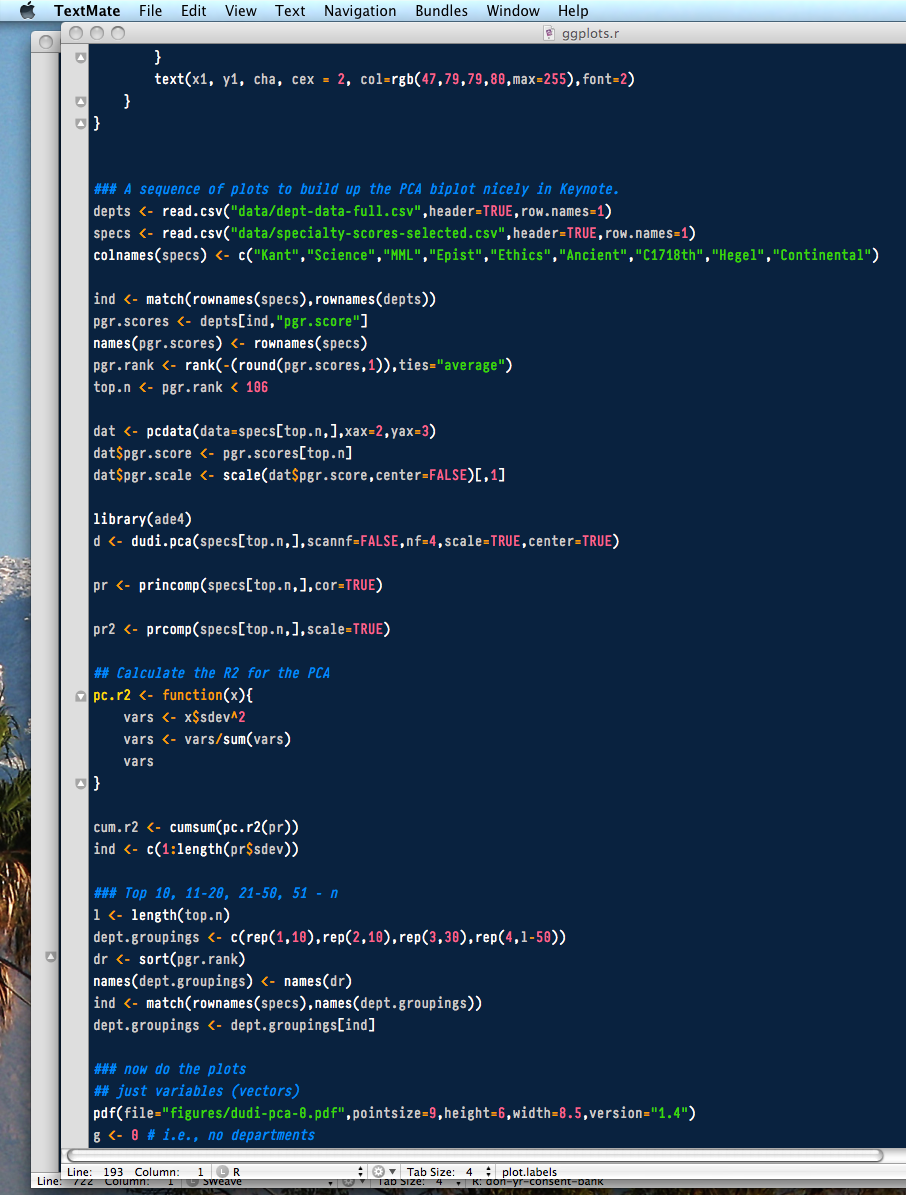 TextMate File Edit View Text Navigation Bundles Window Help
ggplots.r
}
text(x1, y1, cha, cex = 2, col=rgb(47,79,79,80,max=255),font=2)
}
}
### A sequence of plots to build up the PCA biplot nicely in Keynote.
depts <- read.csv("data/dept-data-full.csv",header=TRUE,row.names=1)
specs <- read.csv("data/specialty-scores-selected.csv",header=TRUE,row.names=1)
colnames(specs) <- c("Kant","Science","MML","Epist","Ethics","Ancient","C1718th","Hegel","Continental")
ind <- match(rownames(specs),rownames(depts))
pgr.scores <- depts[ind,"pgr.score"]
names(pgr.scores) <- rownames(specs)
pgr.rank <- rank(-(round(pgr.scores,1)),ties="average")
top.n <- pgr.rank < 106
dat <- pcdata(data=specs[top.n,],xax=2,yax=3)
dat$pgr.score <- pgr.scores[top.n]
dat$pgr.scale <- scale(dat$pgr.score,center=FALSE)[,1]
library(ade4)
d <- dudi.pca(specs[top.n,],scannf=FALSE,nf=4,scale=TRUE,center=TRUE)
pr <- princomp(specs[top.n,],cor=TRUE)
pr2 <- prcomp(specs[top.n,],scale=TRUE)
## Calculate the R2 for the PCA
pc.r2 <- function(x){
vars <- x$sdev^2
vars <- vars/sum(vars)
vars
}
cum.r2 <- cumsum(pc.r2(pr))
ind <- c(1:length(pr$sdev))
### Top 10, 11-20, 21-50, 51 - n
l <- length(top.n)
dept.groupings <- c(rep(1,10),rep(2,10),rep(3,30),rep(4,l-50))
dr <- sort(pgr.rank)
names(dept.groupings) <- names(dr)
ind <- match(rownames(specs),names(dept.groupings))
dept.groupings <- dept.groupings[ind]
### now do the plots
## just variables (vectors)
pdf(file="figures/dudi-pca-0.pdf",pointsize=9,height=6,width=8.5,version="1.4")
g <- 0 # i.e., no departments
Line: 193 Column: 1 L R Tab Size: 4 plot.labels
Line: 722 Column: 1 L Sweave Tab Size: 4 R: don-yr-consent-bank